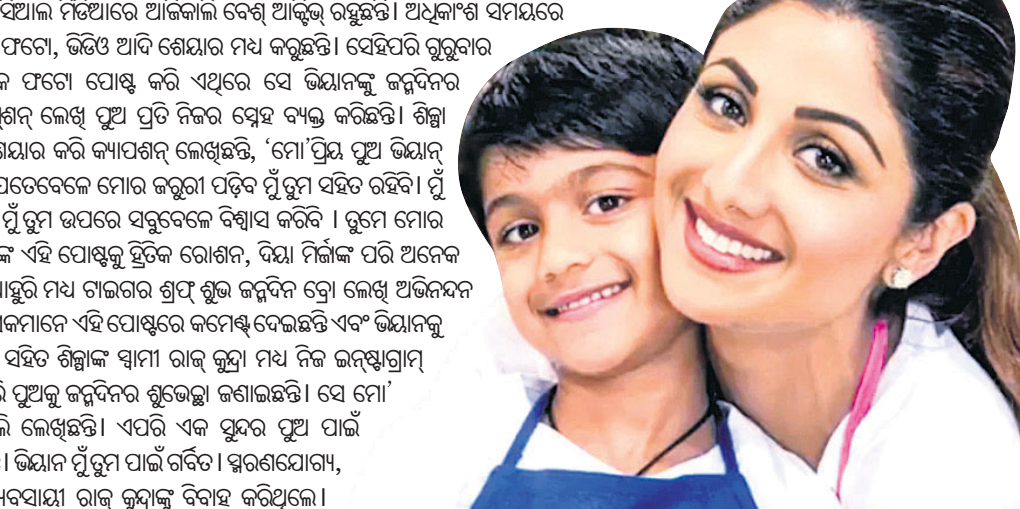 ସିଆଲ ମିଡିଆରେ ଆଜିକାଲି ବେଶ୍ ଆକ୍ଟିଭ୍ ରହୁଛନ୍ତି। ଅଧିକାଂଶ ସମୟରେ
ଫଟୋ, ଭିଡିଓ ଆଦି ଶେୟାର ମଧ୍ୟ କରୁଛନ୍ତି। ସେହିପରି ଗୁରୁବାର
କ ଫଟୋ ପୋଷ୍ଟ କରି ଏଥିରେ ସେ ଭିୟାନଙ୍କୁ ଜନ୍ମଦିନର
ଶନ୍ ଲେଖି ପୁଅ ପ୍ରତି ନିଜର ସ୍ନେହ ବ୍ୟକ୍ତ କରିଛନ୍ତି। ଶିଳ୍ପା
ଶେୟାର କରି କ୍ୟାପଶନ୍ ଲେଖିଛନ୍ତି, ‘ମୋ’ପ୍ରିୟ ପୁଅ ଭିୟାନ୍
ଯେତେବେଳେ ମୋର ଜରୁରୀ ପଡ଼ିବ ମୁଁ ତୁମ ସହିତ ରହିବି। ମୁଁ
ମୁଁ ତୁମ ଉପରେ ସବୁବେଳେ ବିଶ୍ୱାସ କରିବି । ତୁମେ ମୋର
ଙ୍କ ଏହି ପୋଷ୍ଟକୁ ହ୍ରିତିକ ରୋଶନ, ଦିୟା ମିର୍ଜାଙ୍କ ପରି ଅନେକ
ମଧ୍ୟ ଟାଇଗର ଶ୍ରଫ୍ ଶୁଭ ଜନ୍ମଦିନ ବ୍ରୋ ଲେଖି ଅଭିନନ୍ଦନ
କମାନେ ଏହି ପୋଷ୍ଟରେ କମେଣ୍ଟ ଦେଇଛନ୍ତି ଏବଂ ଭିୟାନକୁ
ସହିତ ଶିଳ୍ପାଙ୍କ ସ୍ୱାମୀ ରାଜ୍ କୁନ୍ଦ୍ରା ମଧ୍ୟ ନିଜ ଇନ୍‌ଷ୍ଟାଗ୍ରାମ୍
ପୁଅକୁ ଜନ୍ମଦିନର ଶୁଭେଚ୍ଛା ଜଣାଇଛନ୍ତି। ସେ ମୋ’
ଲି ଲେଖିଛନ୍ତି। ଏପରି ଏକ ସୁନ୍ଦର ପୁଅ ପାଇଁ
। ଭିୟାନ ମୁଁ ତୁମ ପାଇଁ ଗର୍ବିତ। ସ୍ମରଣଯୋଗ୍ୟ,
ବ୍ୟବସାୟୀ ରାଜ୍ କୁନ୍ଦ୍ରାଙ୍କୁ ବିବାହ କରିଥିଲେ।